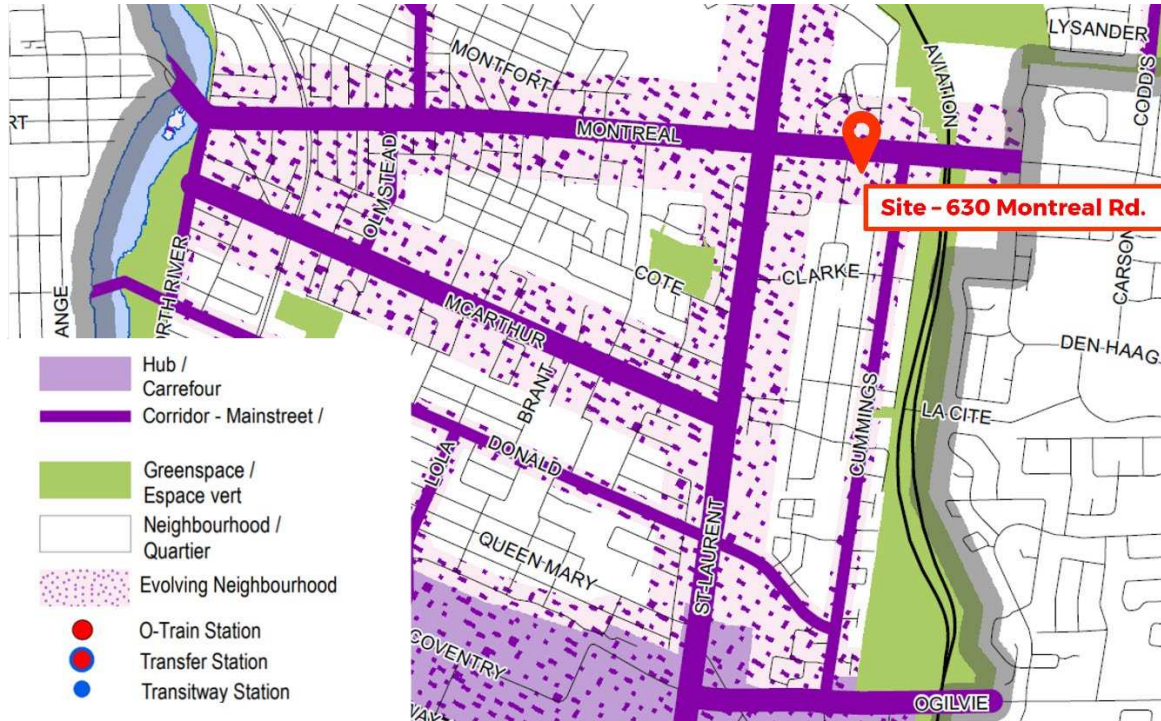 LYSANDER
MONTFORT
AVIATION
CODD'S
RT
MONTREAL
OLMSTEAD
Site – 630 Montreal Rd.
COTE
CLARKE
CARSON
ANGE
ORTH RIVER
MCARTHUR
DEN HAAG
BRANT
CUMMINGS
LA CITE
LOLA
DONALD
QUEEN MARY
ST-LAURENT
COVENTRY
WAY
OGILVIE
Hub /
Carrefour
Corridor - Mainstreet /
Greenspace /
Espace vert
Neighbourhood /
Quartier
Evolving Neighbourhood
O-Train Station
Transfer Station
Transitway Station